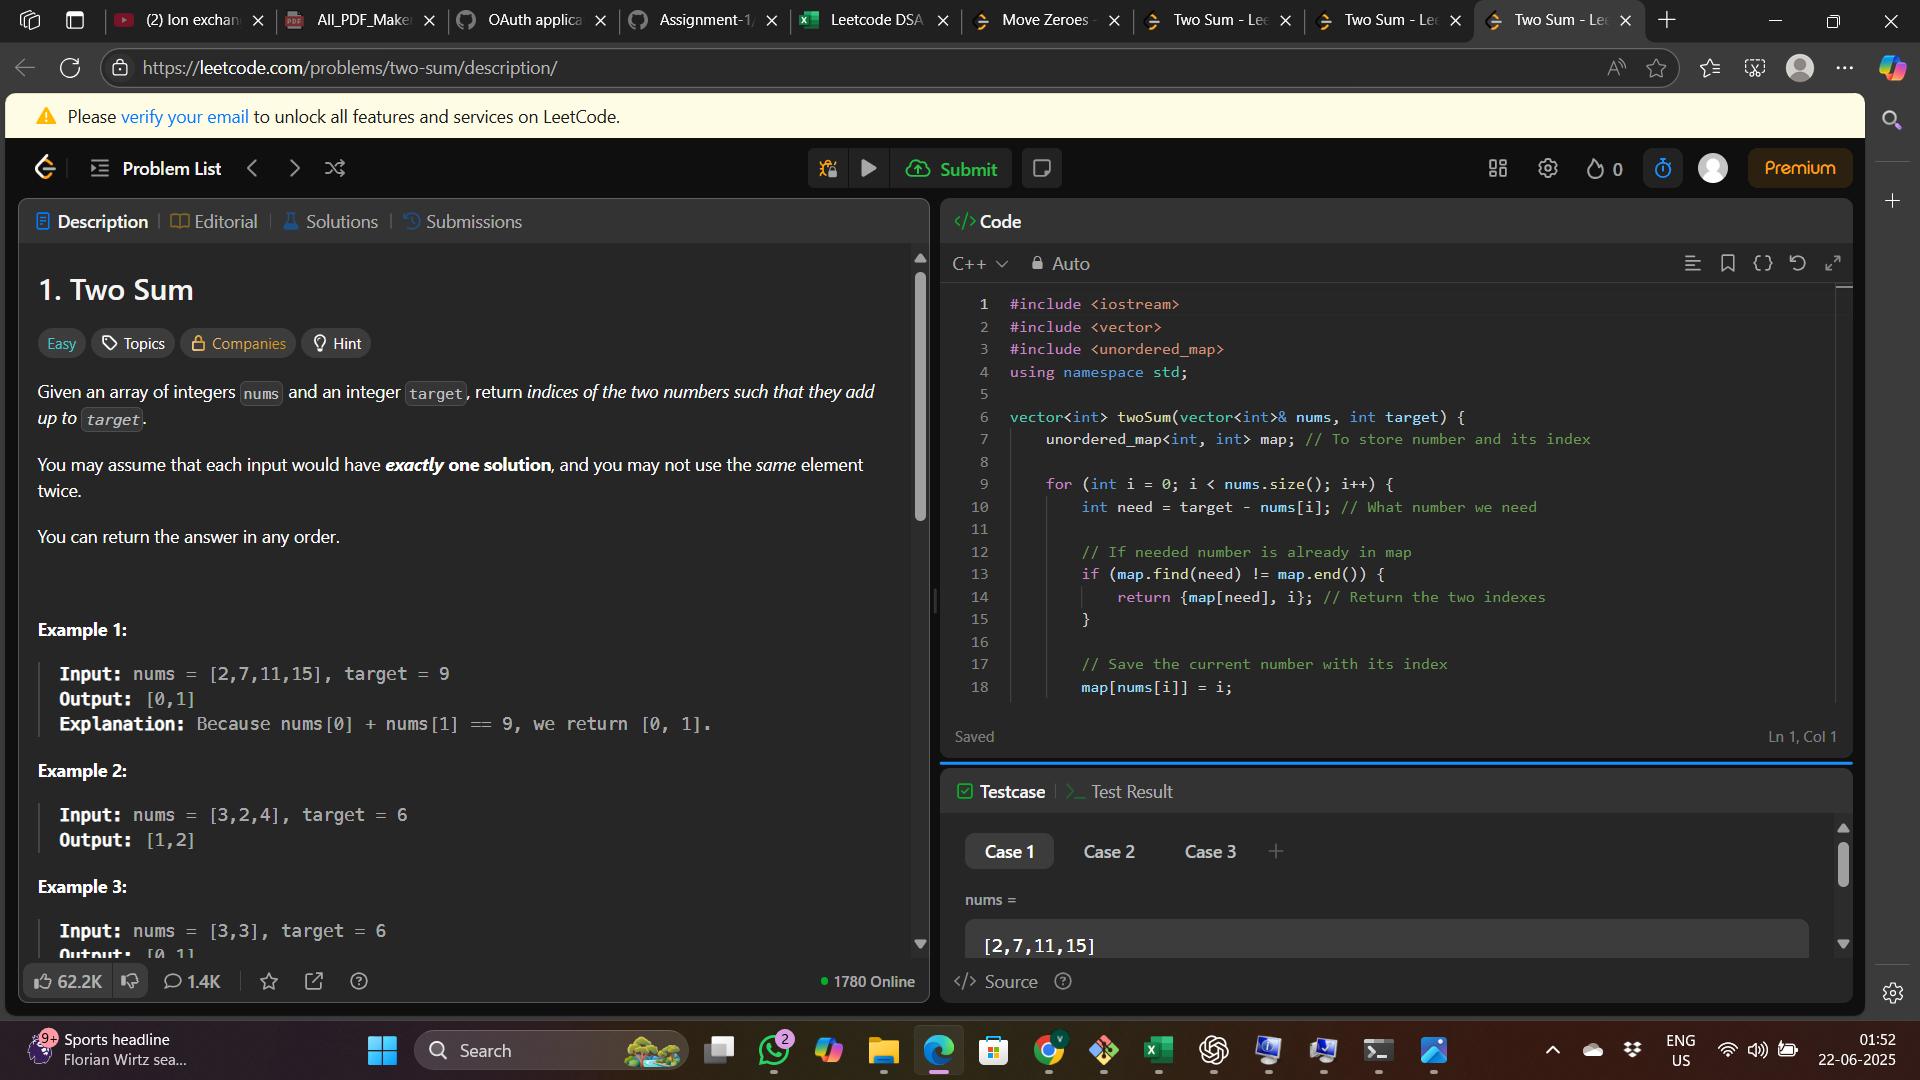 (2) Ion exchan
All_PDF_Make
OAuth applica
Assignment-1/
Leetcode DSA
Move Zeroes -
Two Sum - Lee
Two Sum - Lee
Two Sum - Lee
https://leetcode.com/problems/two-sum/description/
Please verify your email to unlock all features and services on LeetCode.
Problem List
Submit
0
Premium
Description
Editorial
Solutions
Submissions
1. Two Sum
Easy
Topics
Companies
Hint
Given an array of integers nums and an integer target, return indices of the two numbers such that they add
up to target.
You may assume that each input would have exactly one solution, and you may not use the same element
twice.
You can return the answer in any order.
Example 1:
Input: nums = [2,7,11,15], target = 9
Output: [0,1]
Explanation: Because nums[0] + nums[1] == 9, we return [0, 1].
Example 2:
Input: nums = [3,2,4], target = 6
Output: [1,2]
Example 3:
Input: nums = [3,3], target = 6
Output: [0,1]
62.2K
1.4K
1780 Online
</> Code
C++
Auto
1 #include <iostream>
2 #include <vector>
3 #include <unordered_map>
4 using namespace std;
5
6 vector<int> twoSum(vector<int>& nums, int target) {
7 unordered_map<int, int> map; // To store number and its index
8
9 for (int i = 0; i < nums.size(); i++) {
10 int need = target - nums[i]; // What number we need
11
12 // If needed number is already in map
13 if (map.find(need) != map.end()) {
14 return {map[need], i}; // Return the two indexes
15 }
16
17 // Save the current number with its index
18 map[nums[i]] = i;
Saved
Ln 1, Col 1
Testcase
Test Result
Case 1
Case 2
Case 3
nums =
[2,7,11,15]
</> Source
9+
Sports headline
Florian Wirtz sea...
Search
2
ENG
US
01:52
22-06-2025